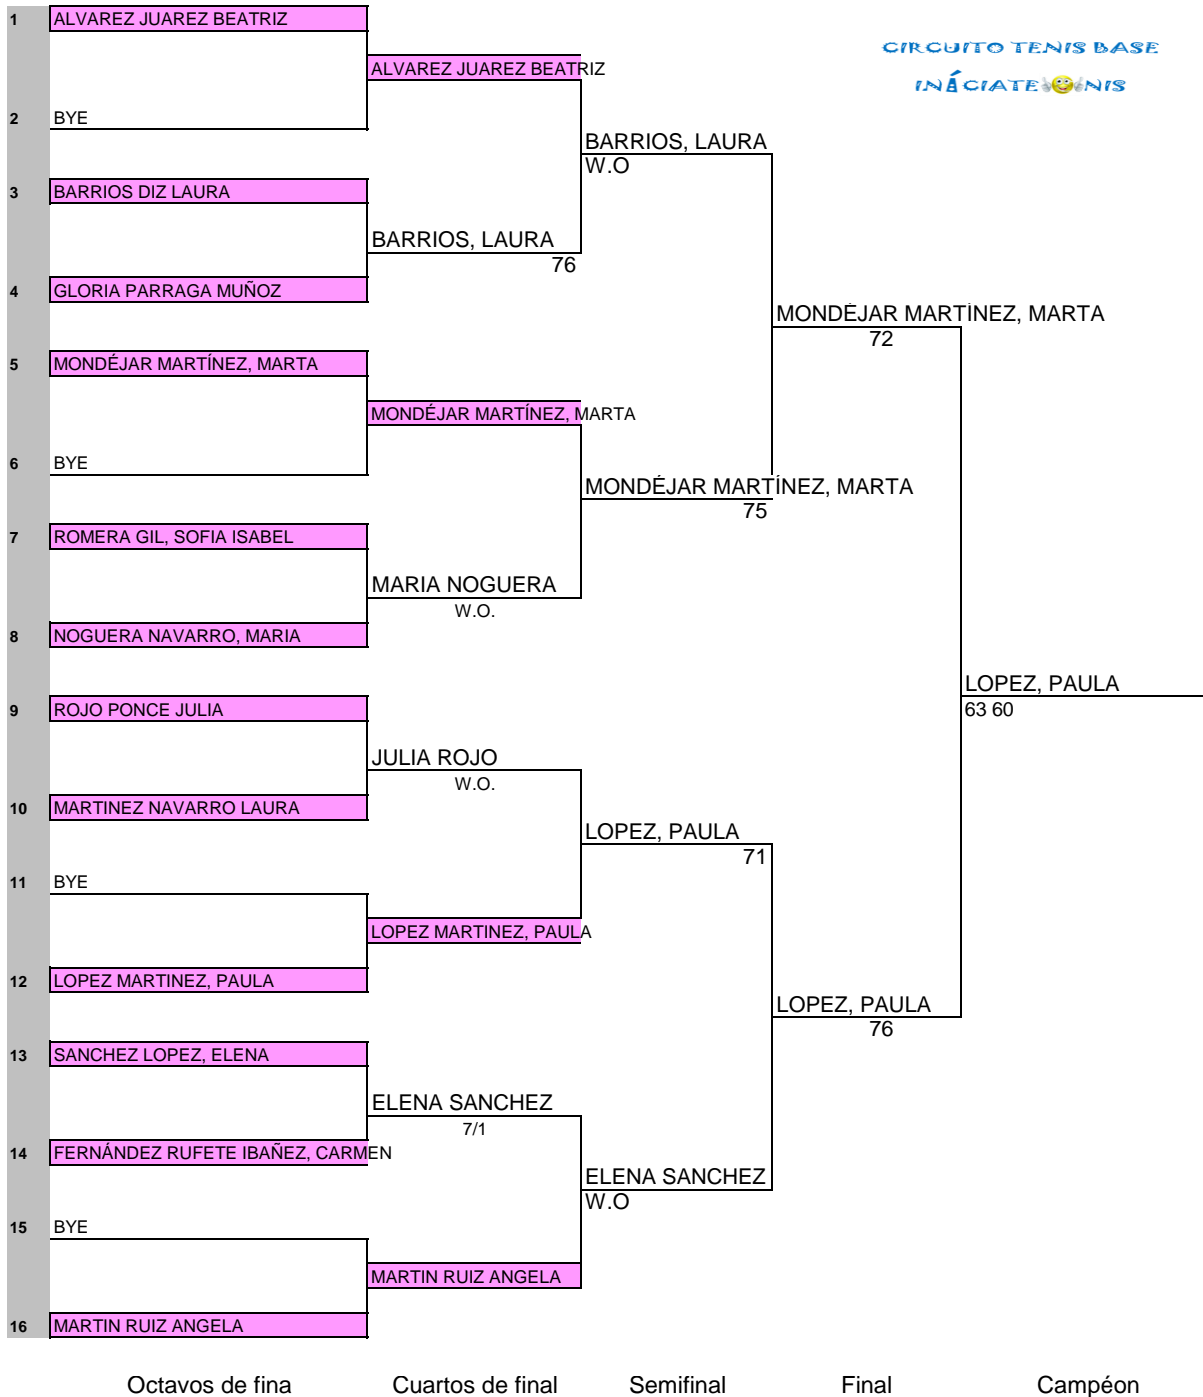 1 ALVAREZ JUAREZ BEATRIZ
CIRCUITO TENIS BASE
ALVAREZ JUAREZ BEATRIZ
INÁCIATE NIS
2 BYE
BARRIOS, LAURA
W.O
3 BARRIOS DIZ LAURA
BARRIOS, LAURA
76
4 GLORIA PARRAGA MUÑOZ
MONDÉJAR MARTÍNEZ, MARTA
72
5 MONDÉJAR MARTÍNEZ, MARTA
MONDÉJAR MARTÍNEZ, MARTA
6 BYE
MONDÉJAR MARTÍNEZ, MARTA
75
7 ROMERA GIL, SOFIA ISABEL
MARIA NOGUERA
W.O.
8 NOGUERA NAVARRO, MARIA
LOPEZ, PAULA
63 60
9 ROJO PONCE JULIA
JULIA ROJO
W.O.
10 MARTINEZ NAVARRO LAURA
LOPEZ, PAULA
71
11 BYE
LOPEZ MARTINEZ, PAULA
12 LOPEZ MARTINEZ, PAULA
LOPEZ, PAULA
76
13 SANCHEZ LOPEZ, ELENA
ELENA SANCHEZ
7/1
14 FERNÁNDEZ RUFETE IBAÑEZ, CARMEN
ELENA SANCHEZ
W.O
15 BYE
MARTIN RUIZ ANGELA
16 MARTIN RUIZ ANGELA
Octavos de fina Cuartos de final Semifinal Final Campéon